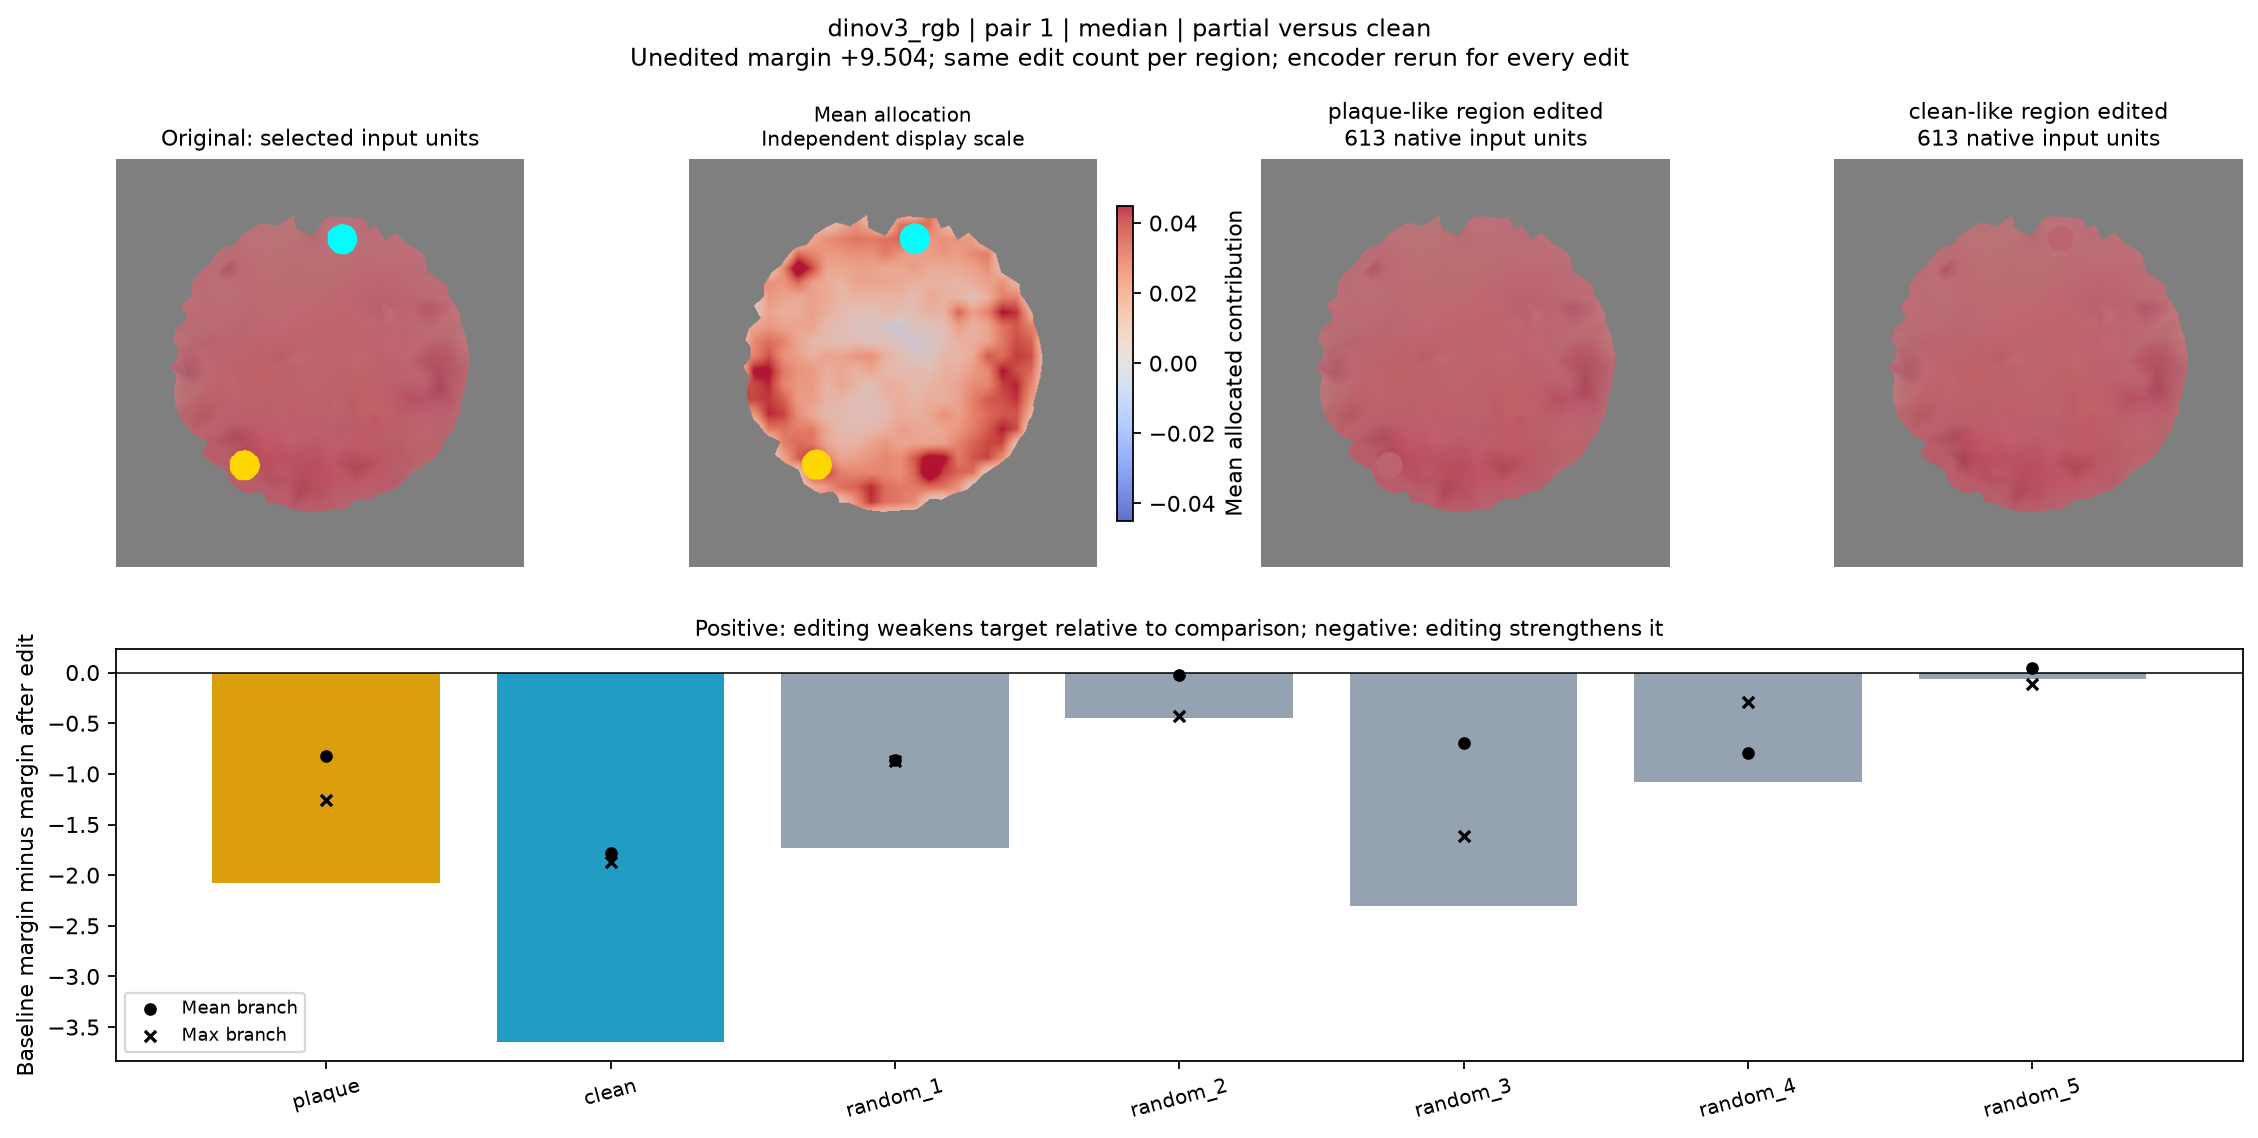 dinov3_rgb | pair 1 | median | partial versus clean
Unedited margin +9.504; same edit count per region; encoder rerun for every edit
Original: selected input units
Mean allocation
Independent display scale
plaque-like region edited
613 native input units
clean-like region edited
613 native input units
0.04
0.02
0.00
−0.02
−0.04
Mean allocated contribution
Positive: editing weakens target relative to comparison; negative: editing strengthens it
Baseline margin minus margin after edit
0.0
−0.5
−1.0
−1.5
−2.0
−2.5
−3.0
−3.5
Mean branch
Max branch
plaque
clean
random_1
random_2
random_3
random_4
random_5